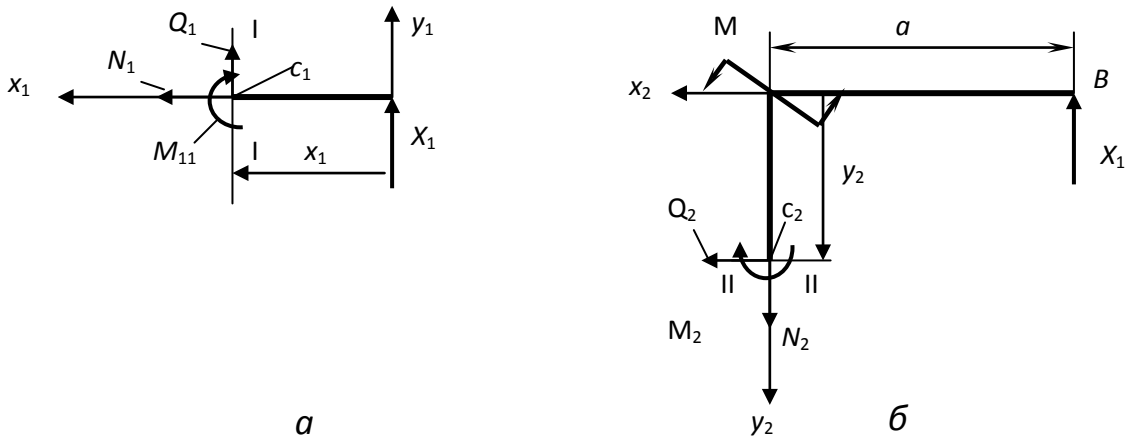 Q₁ I y₁
N₁ c₁
x₁
M₁₁ I x₁ X₁
а
M a
x₂ B
y₂ X₁
Q₂ c₂
II II
M₂ N₂
y₂
б